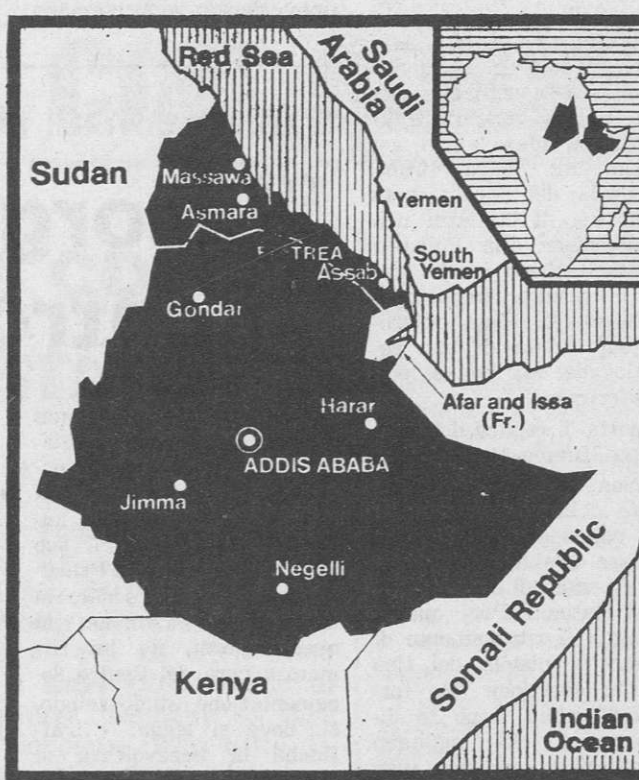 Red Sea
Saudi
Arabia
Sudan
Massawa
Asmara
Yemen
TREA
South
Yemen
Assab
Gondar
Afar and Issa
(Fr.)
Harar
ADDIS ABABA
Jimma
Negelli
Somali Republic
Kenya
Indian
Ocean